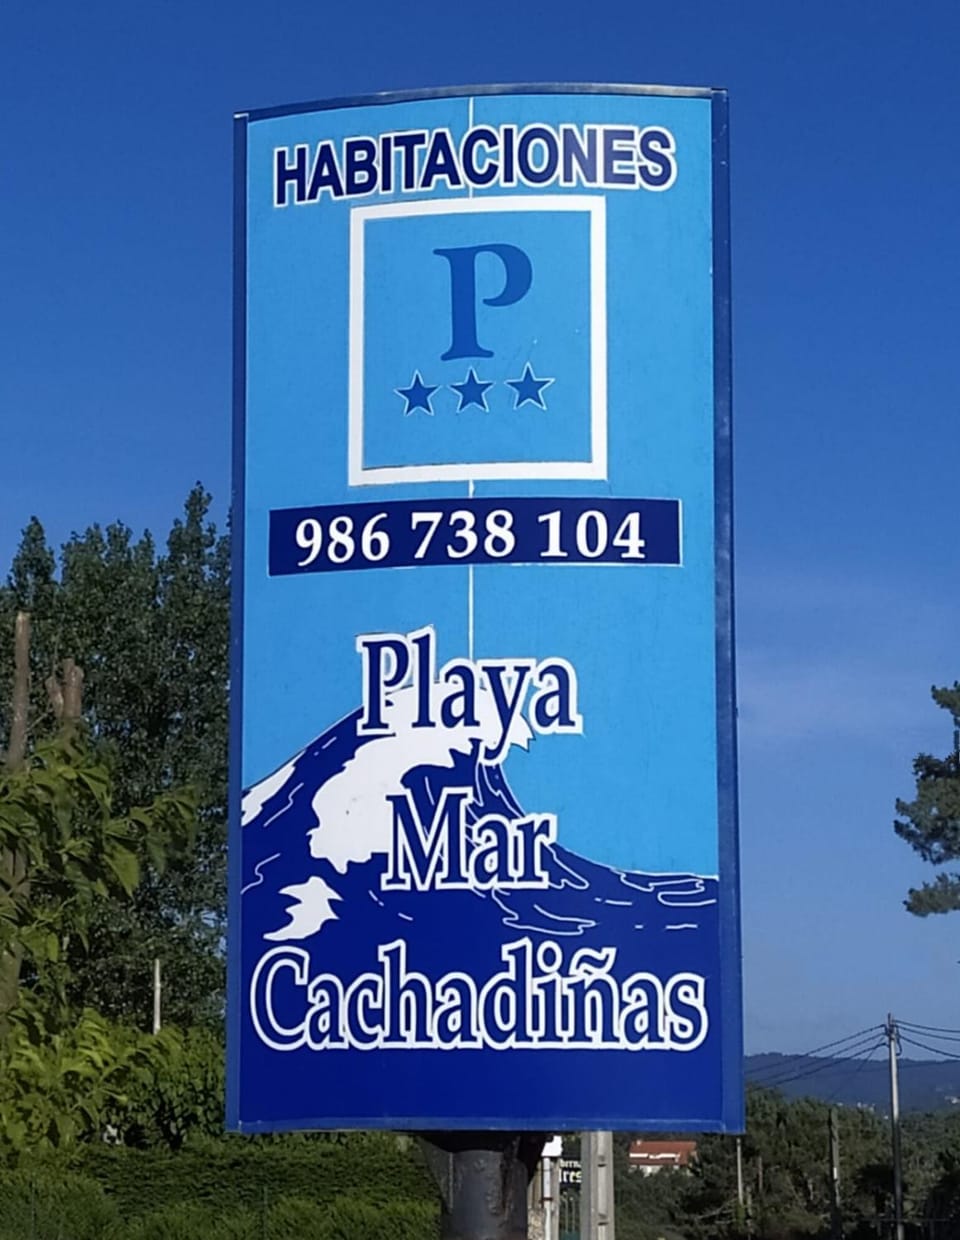 HABITACIONES
P
986 738 104
Playa
Mar
Cachadiñas